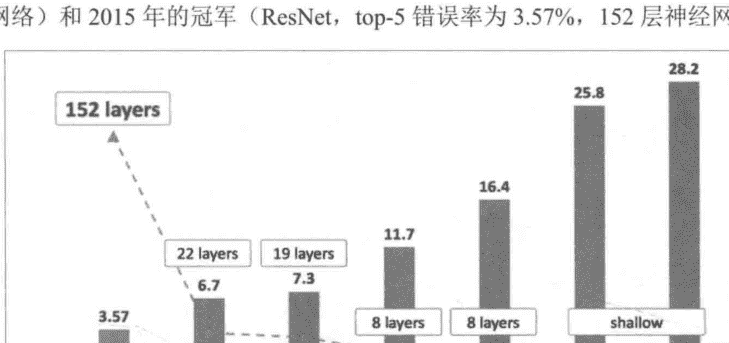 网络）和 2015 年的冠军（ResNet，top-5 错误率为 3.57%，152 层神经网
28.2
25.8
152 layers
16.4
11.7
22 layers
19 layers
6.7
7.3
3.57
8 layers
8 layers
shallow